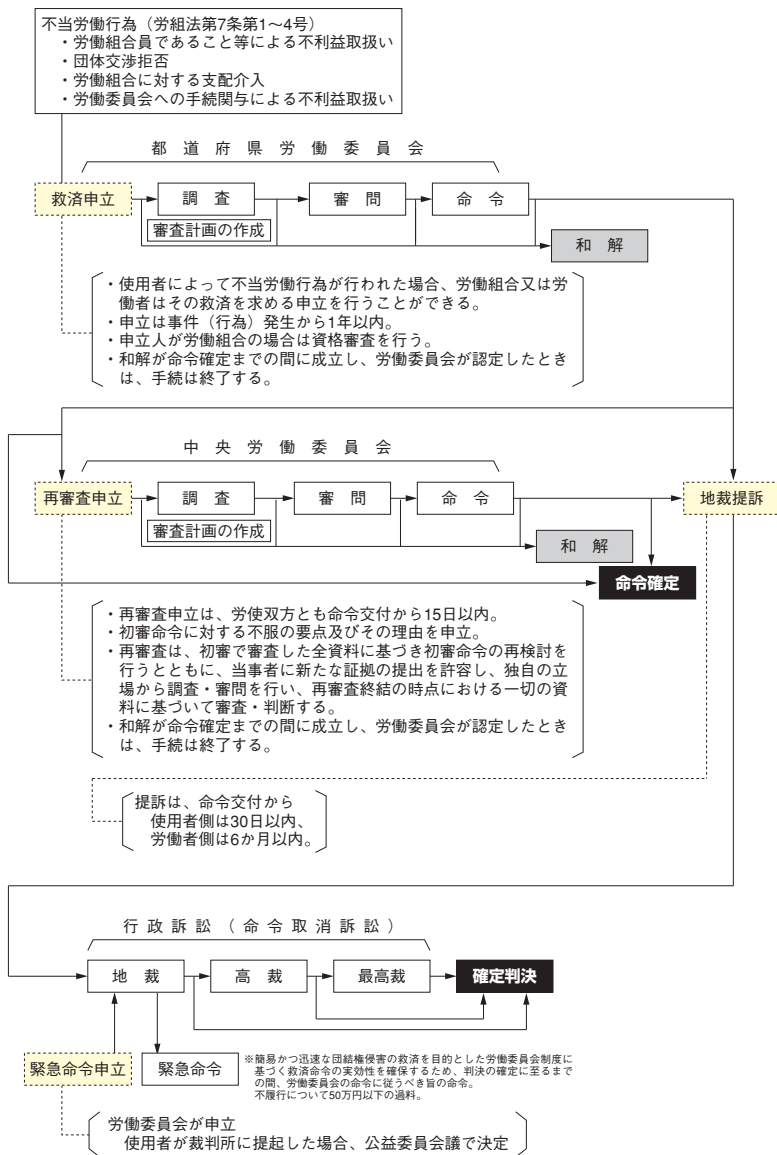 不当労働行為（労組法第7条第1～4号）
・労働組合員であること等による不利益取扱い
・団体交渉拒否
・労働組合に対する支配介入
・労働委員会への手続関与による不利益取扱い
都道府県労働委員会
救済申立
調査
審問
命令
審査計画の作成
和解
・使用者によって不当労働行為が行われた場合、労働組合又は労
働者はその救済を求める申立を行うことができる。
・申立は事件（行為）発生から1年以内。
・申立人が労働組合の場合は資格審査を行う。
・和解が命令確定までの間に成立し、労働委員会が認定したとき
は、手続は終了する。
中央労働委員会
再審査申立
調査
審問
命令
地裁提訴
審査計画の作成
和解
命令確定
・再審査申立は、労使双方とも命令交付から15日以内。
・初審命令に対する不服の要点及びその理由を申立。
・再審査は、初審で審査した全資料に基づき初審命令の再検討を
行うとともに、当事者に新たな証拠の提出を許容し、独自の立
場から調査・審問を行い、再審査終結の時点における一切の資
料に基づいて審査・判断する。
・和解が命令確定までの間に成立し、労働委員会が認定したとき
は、手続は終了する。
提訴は、命令交付から
使用者側は30日以内、
労働者側は6か月以内。
行政訴訟（命令取消訴訟）
地裁
高裁
最高裁
確定判決
緊急命令申立
緊急命令
※簡易かつ迅速な団結権侵害の救済を目的とした労働委員会制度に
基づく救済命令の実効性を確保するため、判決の確定に至るまで
の間、労働委員会の命令に従うべき旨の命令。
不履行について50万円以下の過料。
労働委員会が申立
使用者が裁判所に提起した場合、公益委員会議で決定